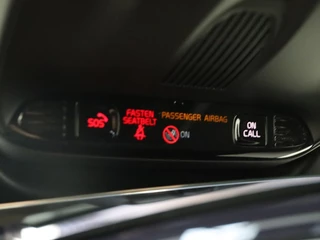 SOS
FASTEN
SEATBELT
PASSENGER AIRBAG
ON
ON
CALL